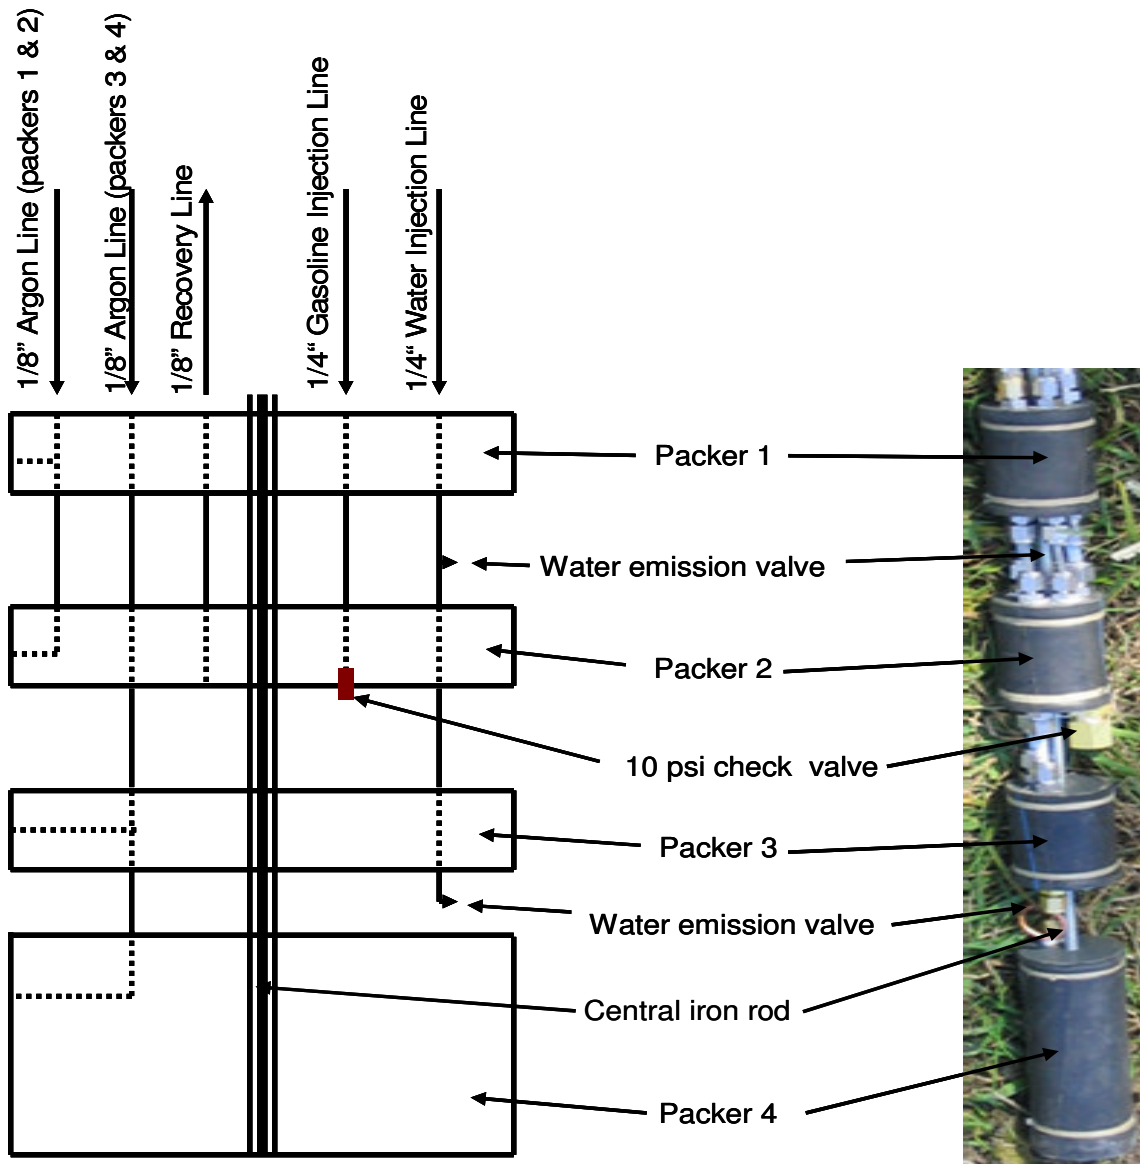 1/8” Argon Line (packers 1 & 2)
1/8” Argon Line (packers 3 & 4)
1/8” Recovery Line
1/4“ Gasoline Injection Line
1/4“ Water Injection Line
Packer 1
Water emission valve
Packer 2
10 psi check valve
Packer 3
Water emission valve
Central iron rod
Packer 4